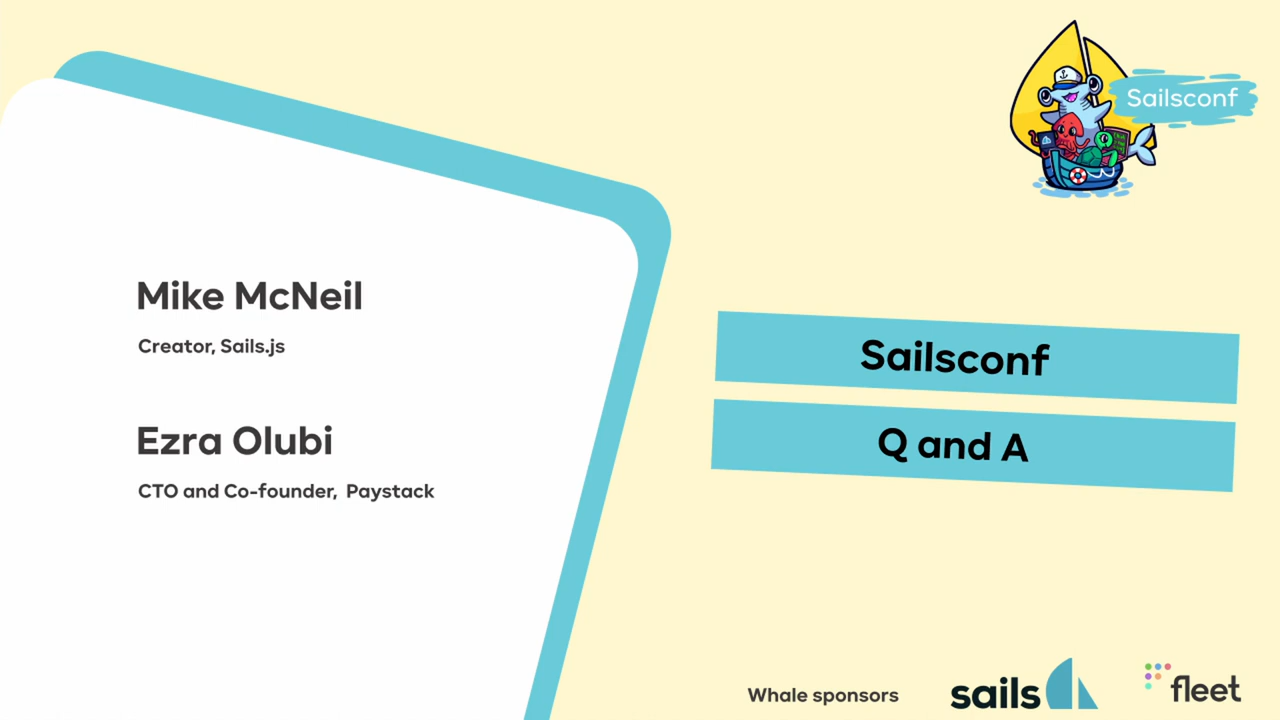 Sailsconf
Mike McNeil
Creator, Sails.js
Ezra Olubi
CTO and Co-founder, Paystack
Sailsconf
Q and A
Whale sponsors
sails
fleet